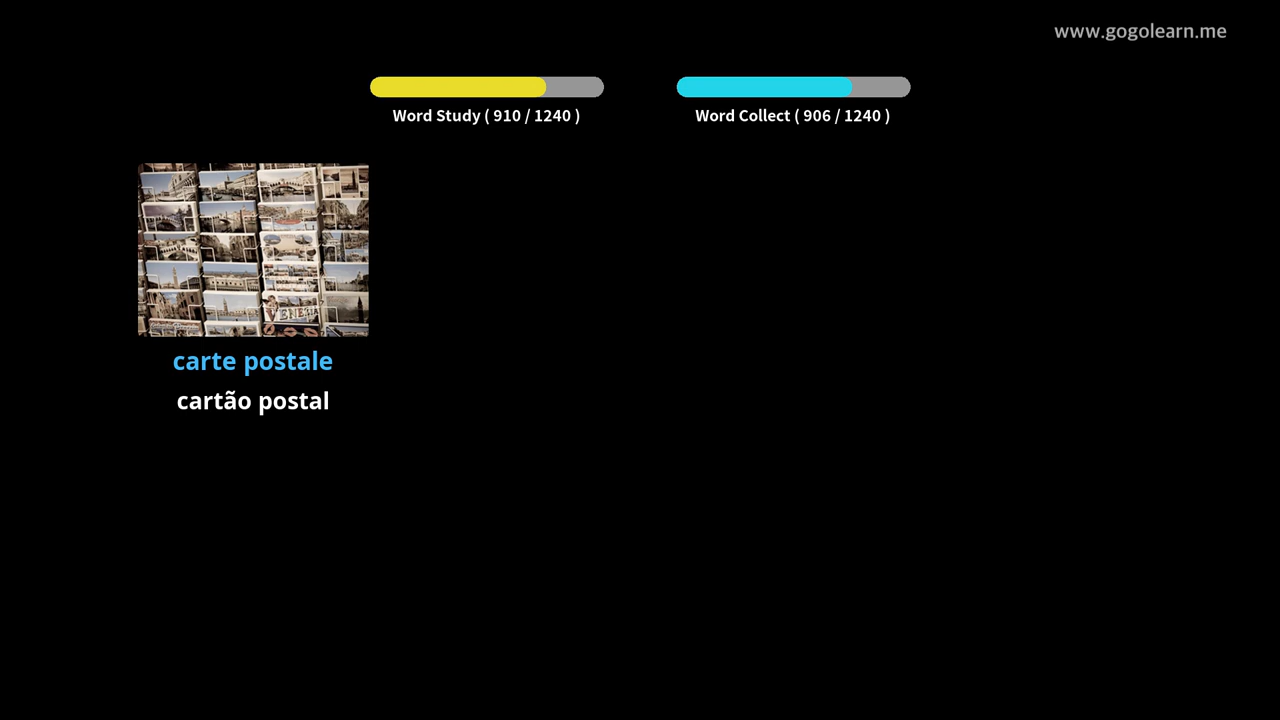 www.gogolearn.me
Word Study ( 910 / 1240 )
Word Collect ( 906 / 1240 )
carte postale
cartão postal